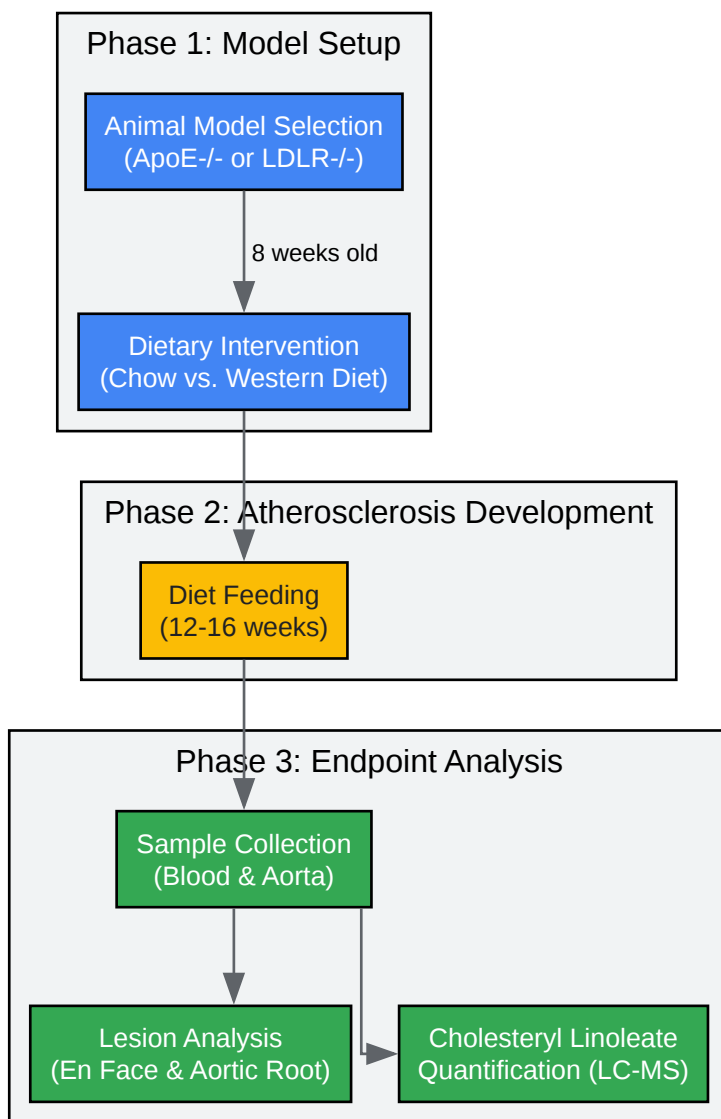 Phase 1: Model Setup
Animal Model Selection
(ApoE-/- or LDLR-/-)
8 weeks old
Dietary Intervention
(Chow vs. Western Diet)
Phase 2: Atherosclerosis Development
Diet Feeding
(12-16 weeks)
Phase 3: Endpoint Analysis
Sample Collection
(Blood & Aorta)
Lesion Analysis
(En Face & Aortic Root)
Cholesteryl Linoleate
Quantification (LC-MS)